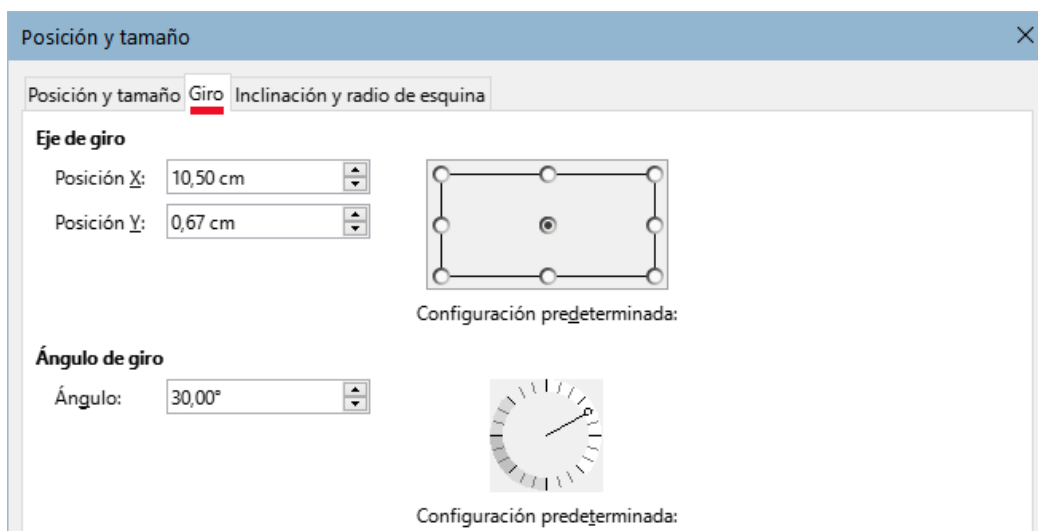 Posición y tamaño
Posición y tamaño Giro Inclinación y radio de esquina
Eje de giro
Posición X: 10,50 cm
Posición Y: 0,67 cm
Configuración predeterminada:
Ángulo de giro
Ángulo: 30,00°
Configuración predeterminada: